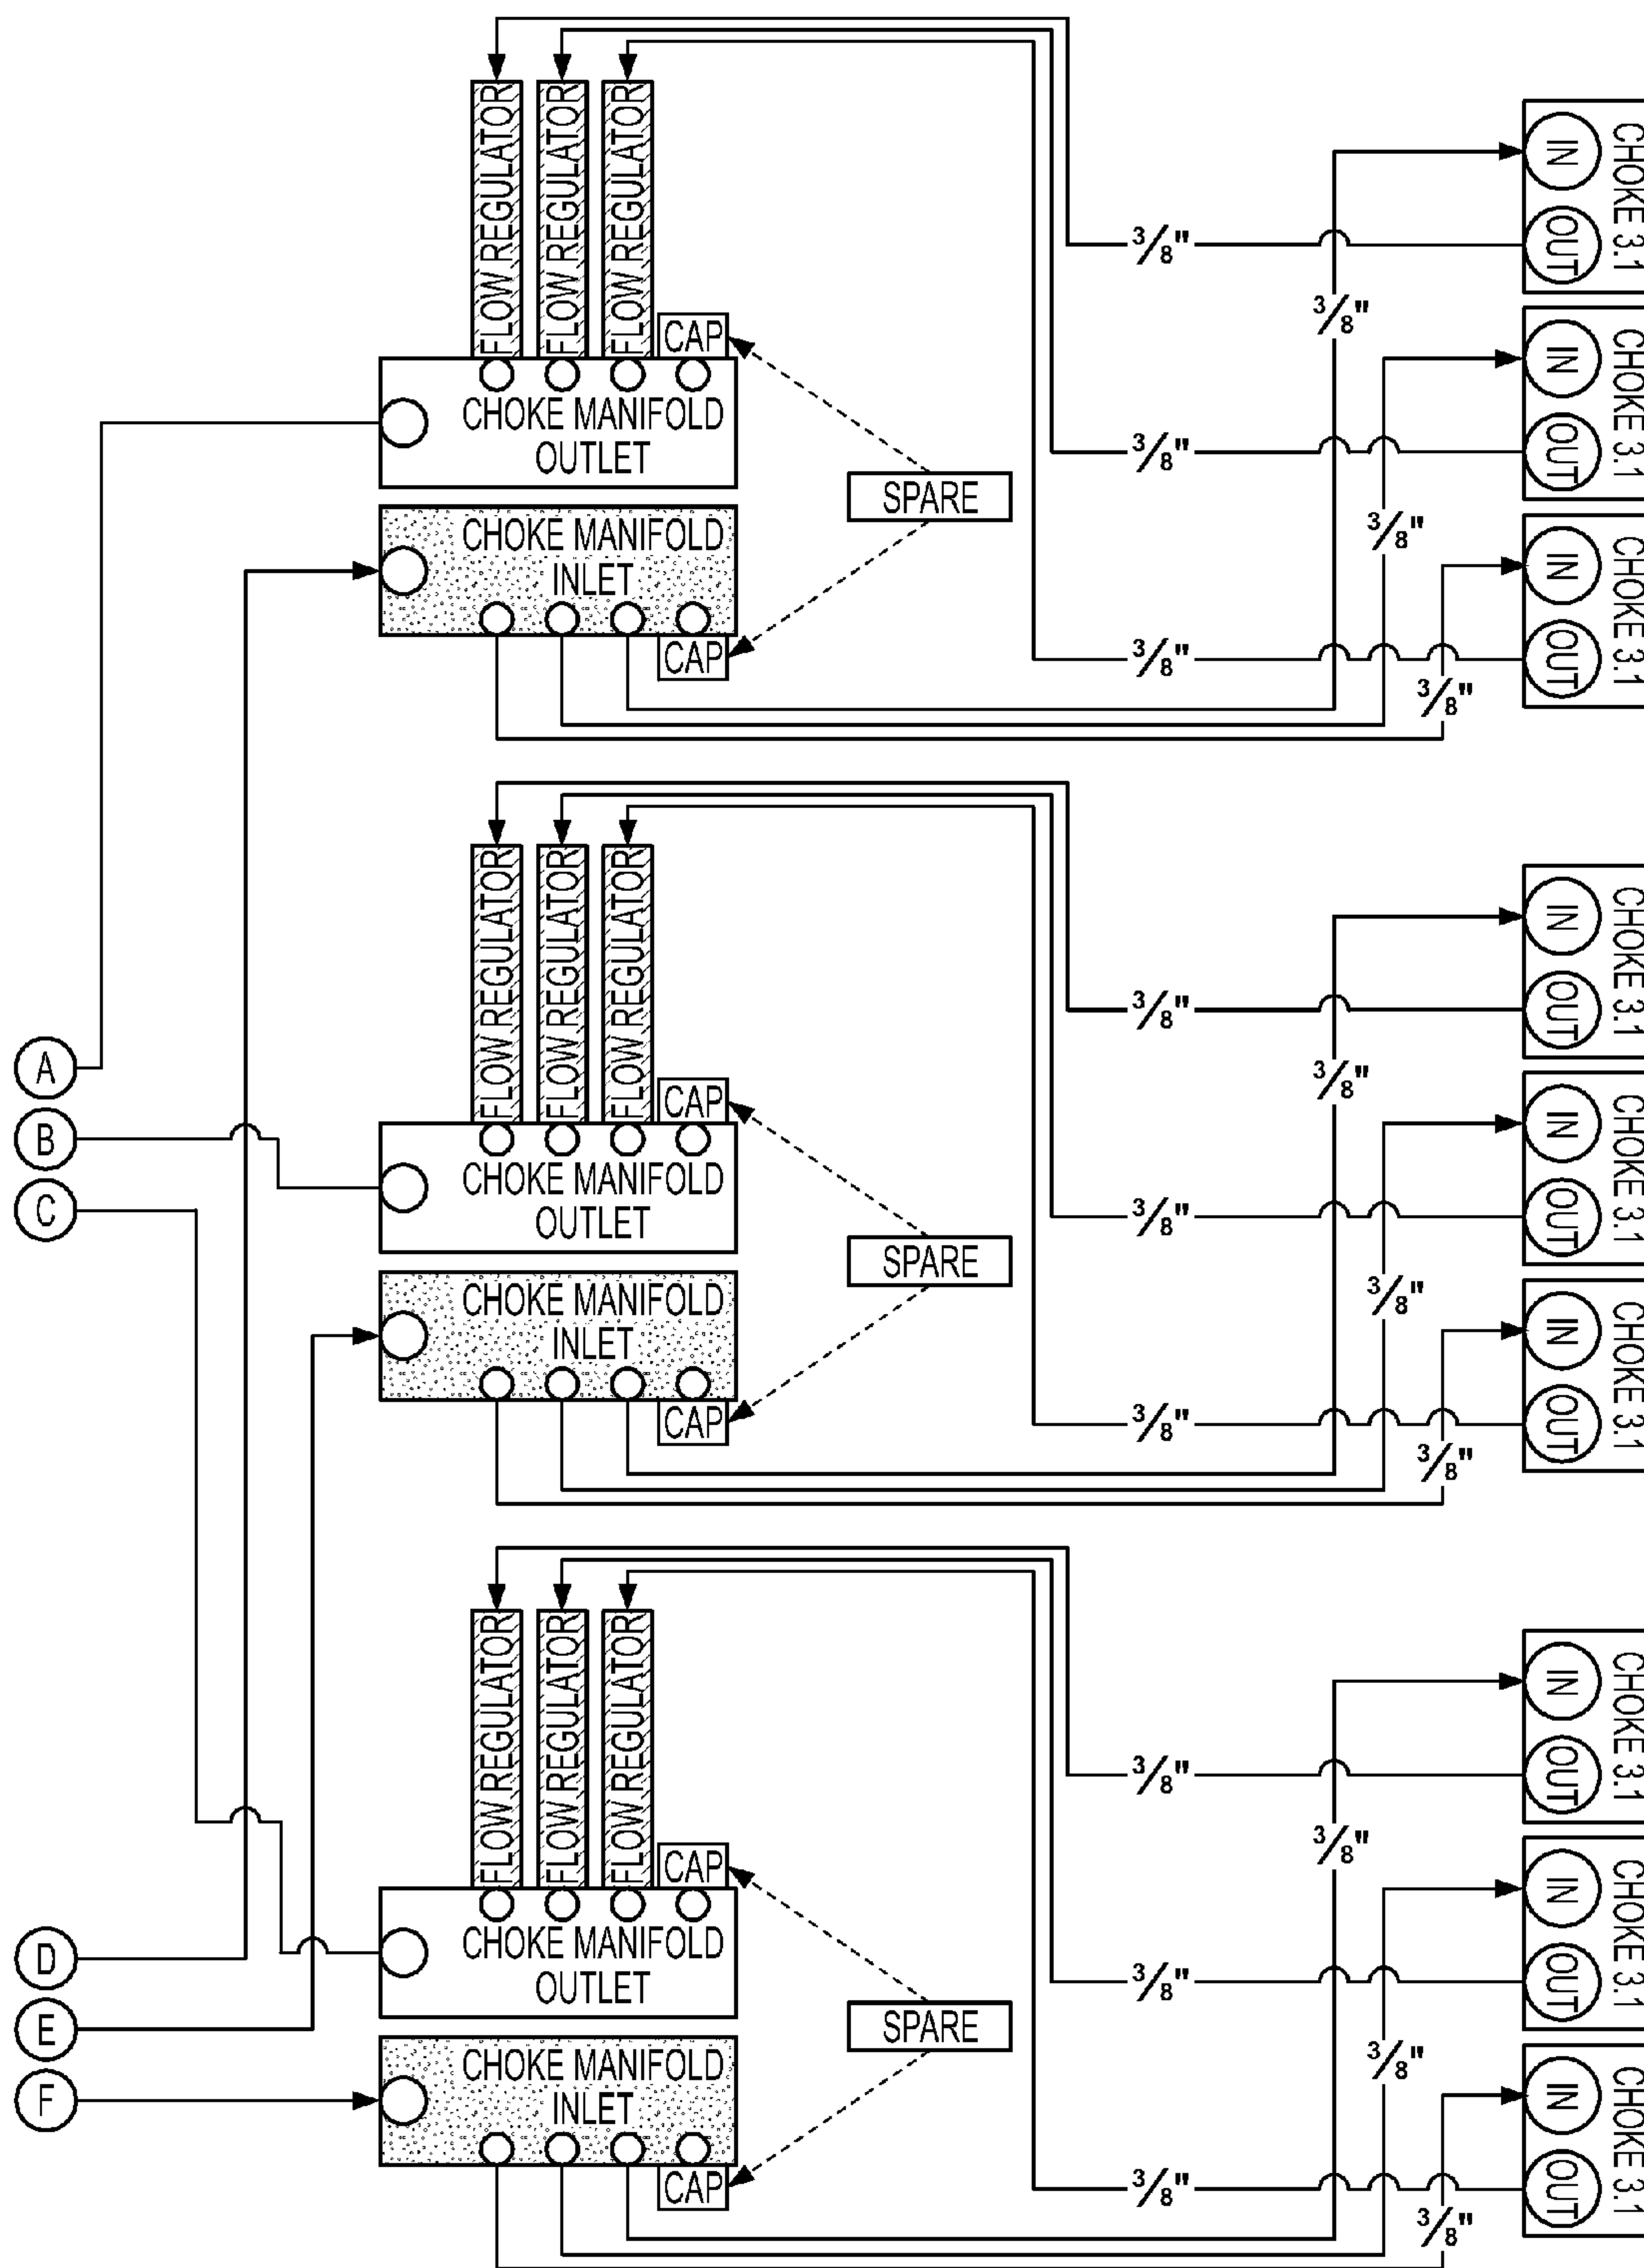 FLOW REGULATOR
FLOW REGULATOR
FLOW REGULATOR
CAP
CHOKE MANIFOLD
OUTLET
SPARE
CHOKE MANIFOLD
INLET
CAP
3/8"
3/8"
3/8"
3/8"
3/8"
3/8"
IN
OUT
CHOKE 3.1
IN
OUT
CHOKE 3.1
IN
OUT
CHOKE 3.1
A
B
C
FLOW REGULATOR
FLOW REGULATOR
FLOW REGULATOR
CAP
CHOKE MANIFOLD
OUTLET
SPARE
CHOKE MANIFOLD
INLET
CAP
3/8"
3/8"
3/8"
3/8"
3/8"
3/8"
IN
OUT
CHOKE 3.1
IN
OUT
CHOKE 3.1
IN
OUT
CHOKE 3.1
D
E
F
FLOW REGULATOR
FLOW REGULATOR
FLOW REGULATOR
CAP
CHOKE MANIFOLD
OUTLET
SPARE
CHOKE MANIFOLD
INLET
CAP
3/8"
3/8"
3/8"
3/8"
3/8"
3/8"
IN
OUT
CHOKE 3.1
IN
OUT
CHOKE 3.1
IN
OUT
CHOKE 3.1